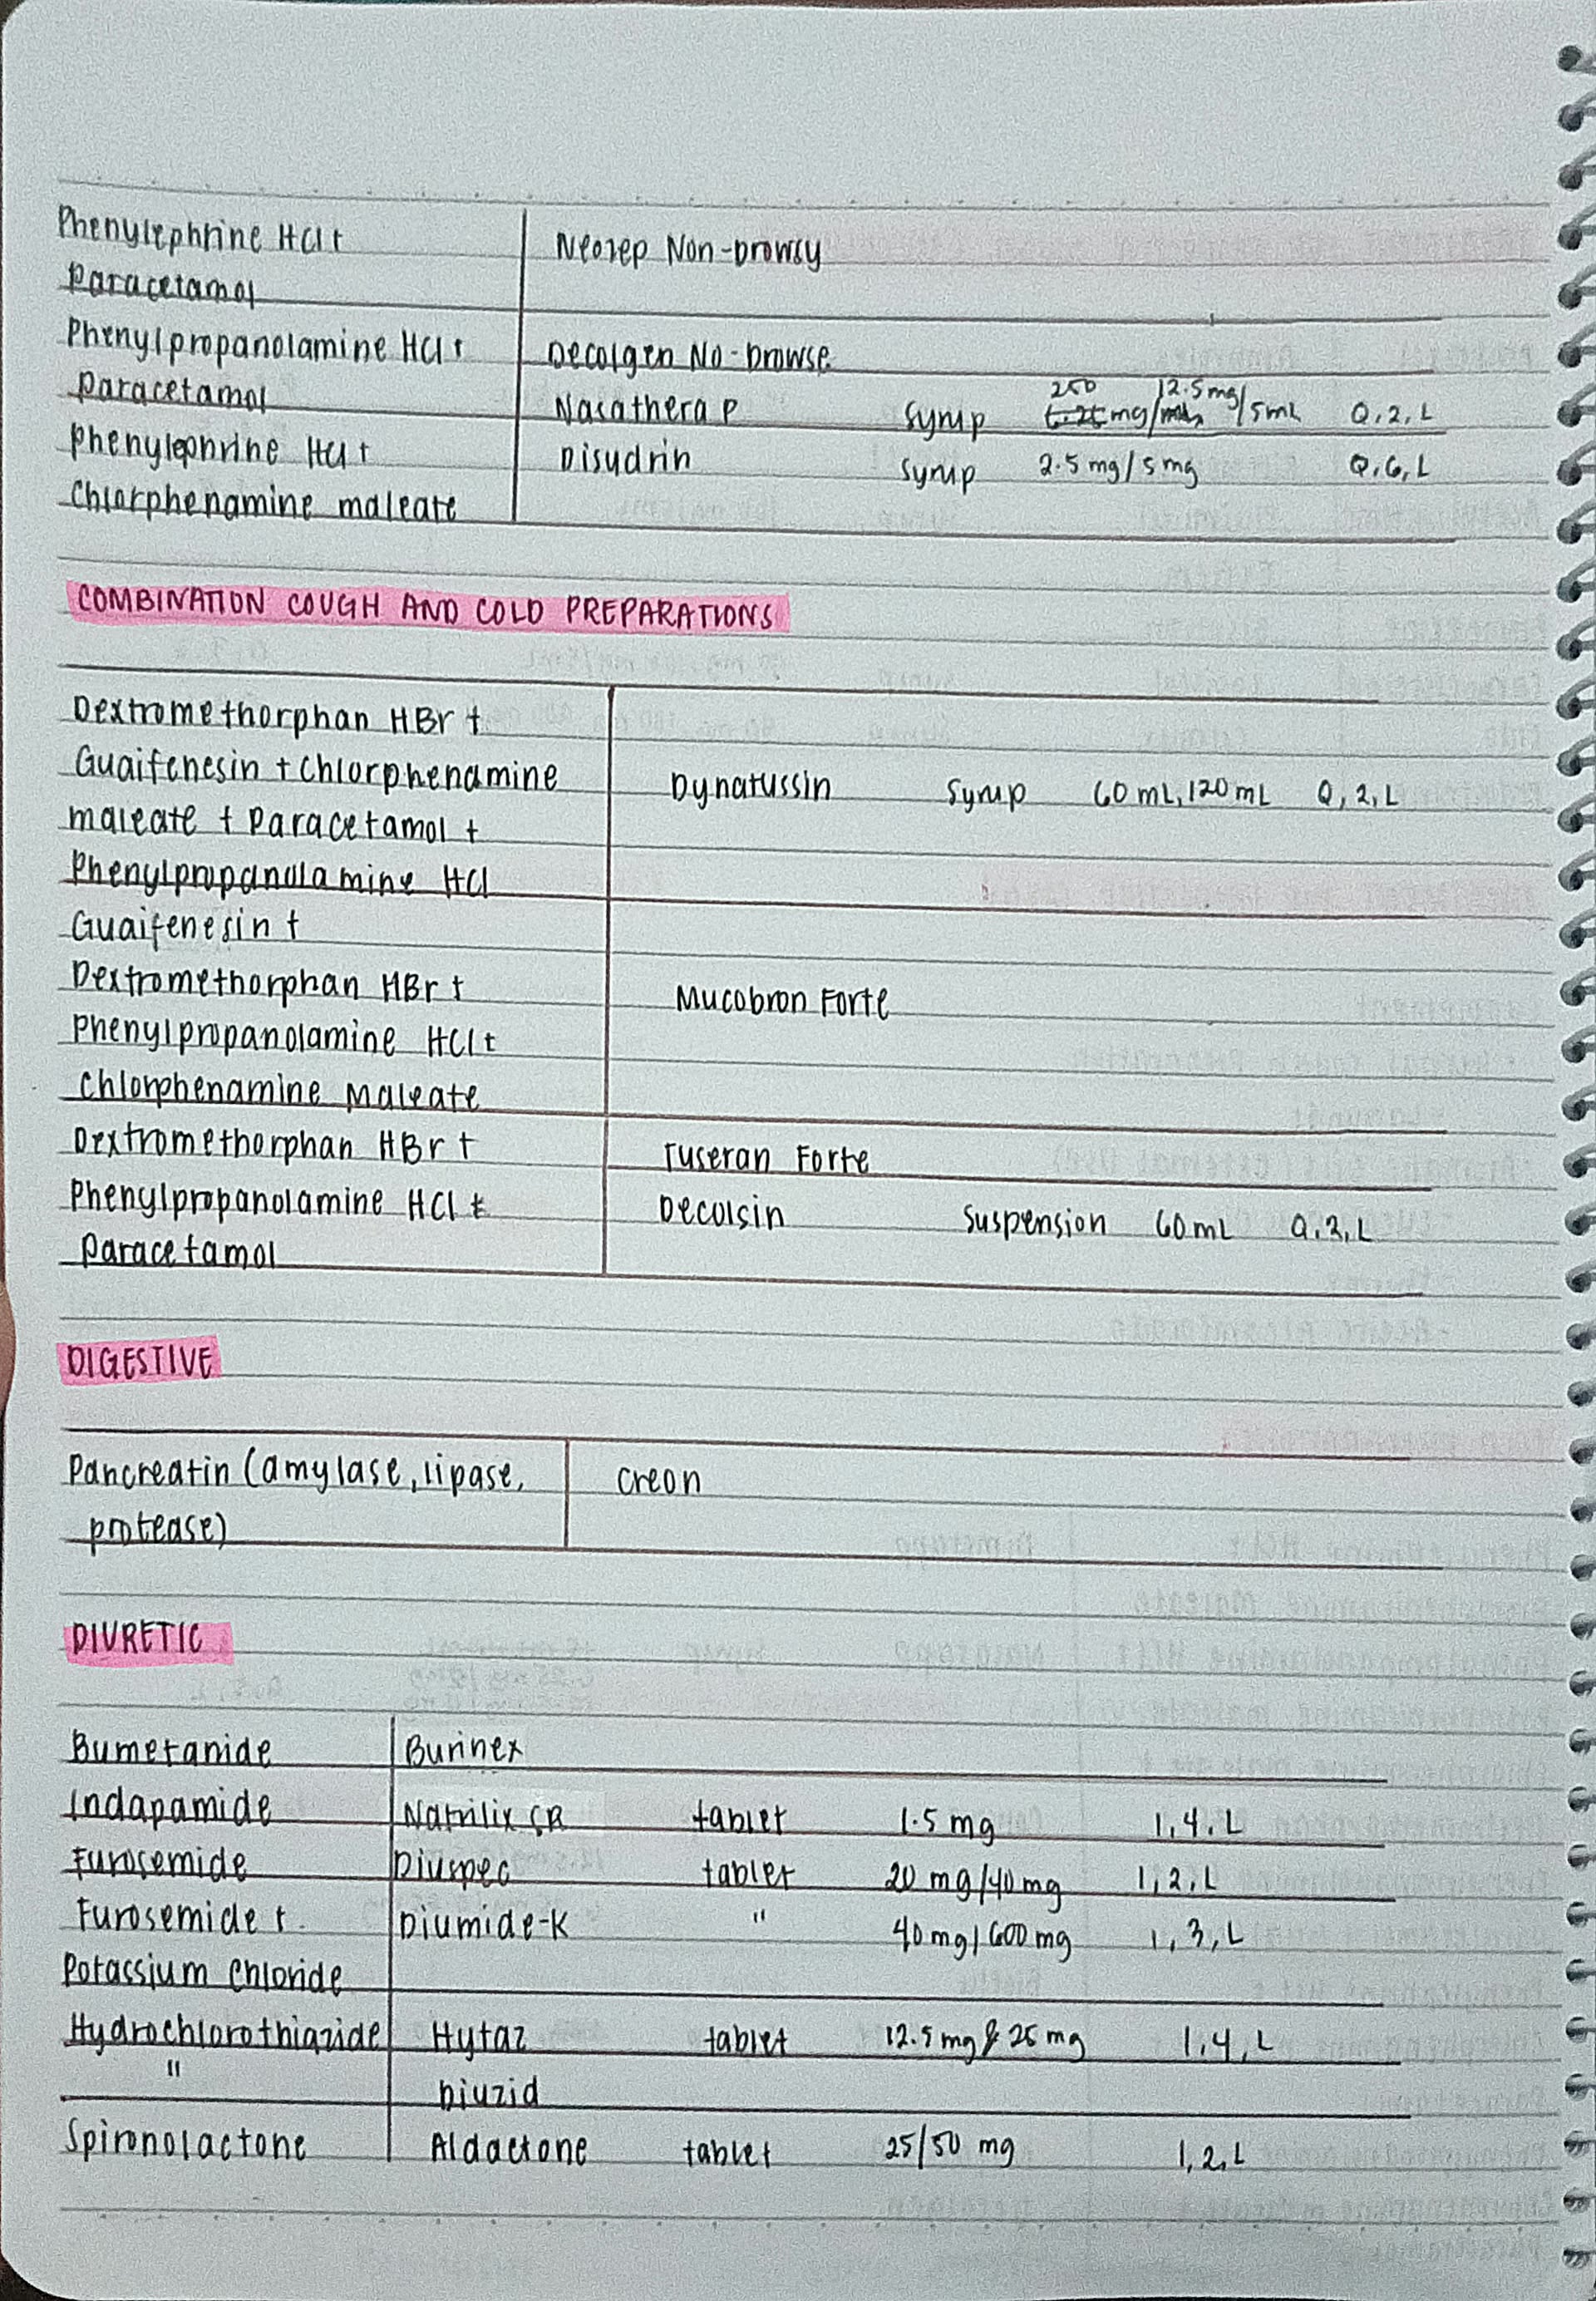 Phenylephrine HCl +
Neozep Non-Drowsy
Paracetamol
Phenylpropanolamine HCl +
Decolgen No-Drowse
Paracetamol
Nasathera P syrup 250 mg/ 12.5 mg/5mL Q, 2, L
Phenylephrine HCl +
Disudrin syrup 2.5 mg/5mg Q, 6, L
Chlorphenamine maleate
COMBINATION COUGH AND COLD PREPARATIONS
Dextromethorphan HBr +
Guaifenesin + Chlorphenamine
Dynatussin syrup 60 mL, 120 mL Q, 2, L
maleate + Paracetamol +
Phenylpropanolamine HCl
Guaifenesin +
Dextromethorphan HBr +
Mucobron Forte
Phenylpropanolamine HCl +
Chlorphenamine Maleate
Dextromethorphan HBr +
Tuseran Forte
Phenylpropanolamine HCl +
Decolsin suspension 60 mL Q, 2, L
Paracetamol
DIGESTIVE
Pancreatin (amylase, lipase,
Creon
protease)
DIURETIC
Bumetanide Burinex
Indapamide Natrilix SR tablet 1.5 mg 1, 4, L
Furosemide Diuspec tablet 20 mg/40 mg 1, 2, L
Furosemide + Diumide-K " 40 mg/600 mg 1, 3, L
Potassium chloride
Hydrochlorothiazide Hytaz tablet 12.5 mg & 25 mg 1, 4, L
" Diuzid
Spironolactone Aldactone tablet 25/50 mg 1, 2, L